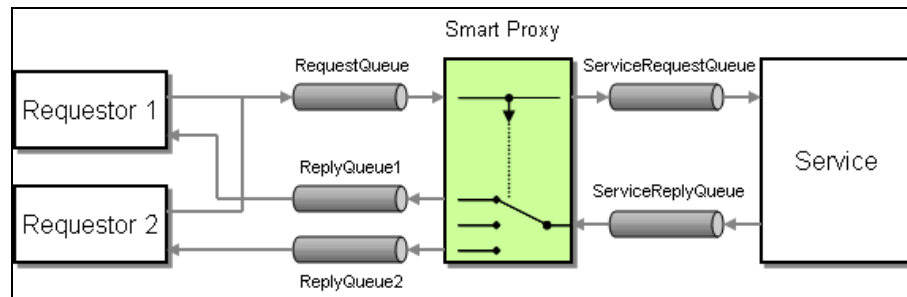 Smart Proxy
RequestQueue
ServiceRequestQueue
Requestor 1
ReplyQueue1
Service
ServiceReplyQueue
Requestor 2
ReplyQueue2